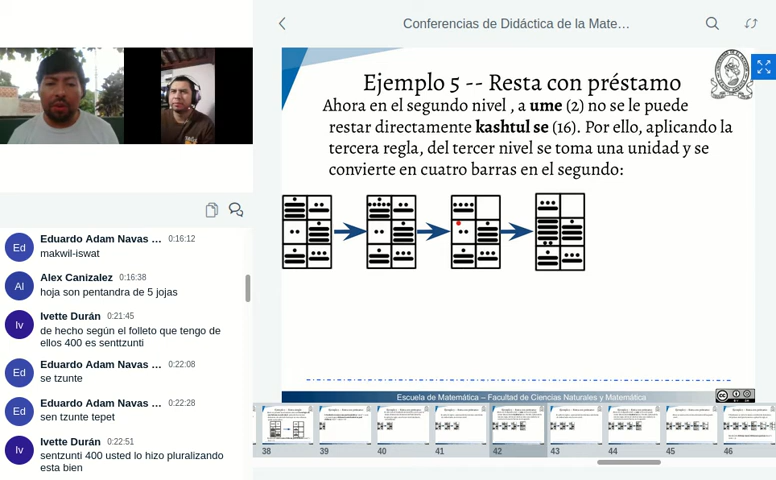 Conferencias de Didáctica de la Mate...
Ejemplo 5 -- Resta con préstamo
Ahora en el segundo nivel , a ume (2) no se le puede
restar directamente kashtul se (16). Por ello, aplicando la
tercera regla, del tercer nivel se toma una unidad y se
convierte en cuatro barras en el segundo:
Escuela de Matemática – Facultad de Ciencias Naturales y Matemática
Ed
Eduardo Adam Navas ... 0:16:12
makwil-iswat
Al
Alex Canizalez 0:16:38
hoja son pentandra de 5 jojas
Iv
Ivette Durán 0:21:45
de hecho según el folleto que tengo de
ellos 400 es senttzunti
Ed
Eduardo Adam Navas ... 0:22:08
se tzunte
Ed
Eduardo Adam Navas ... 0:22:28
sen tzunte tepet
Iv
Ivette Durán 0:22:51
sentzunti 400 usted lo hizo pluralizando
esta bien
38 39 40 41 42 43 44 45 46